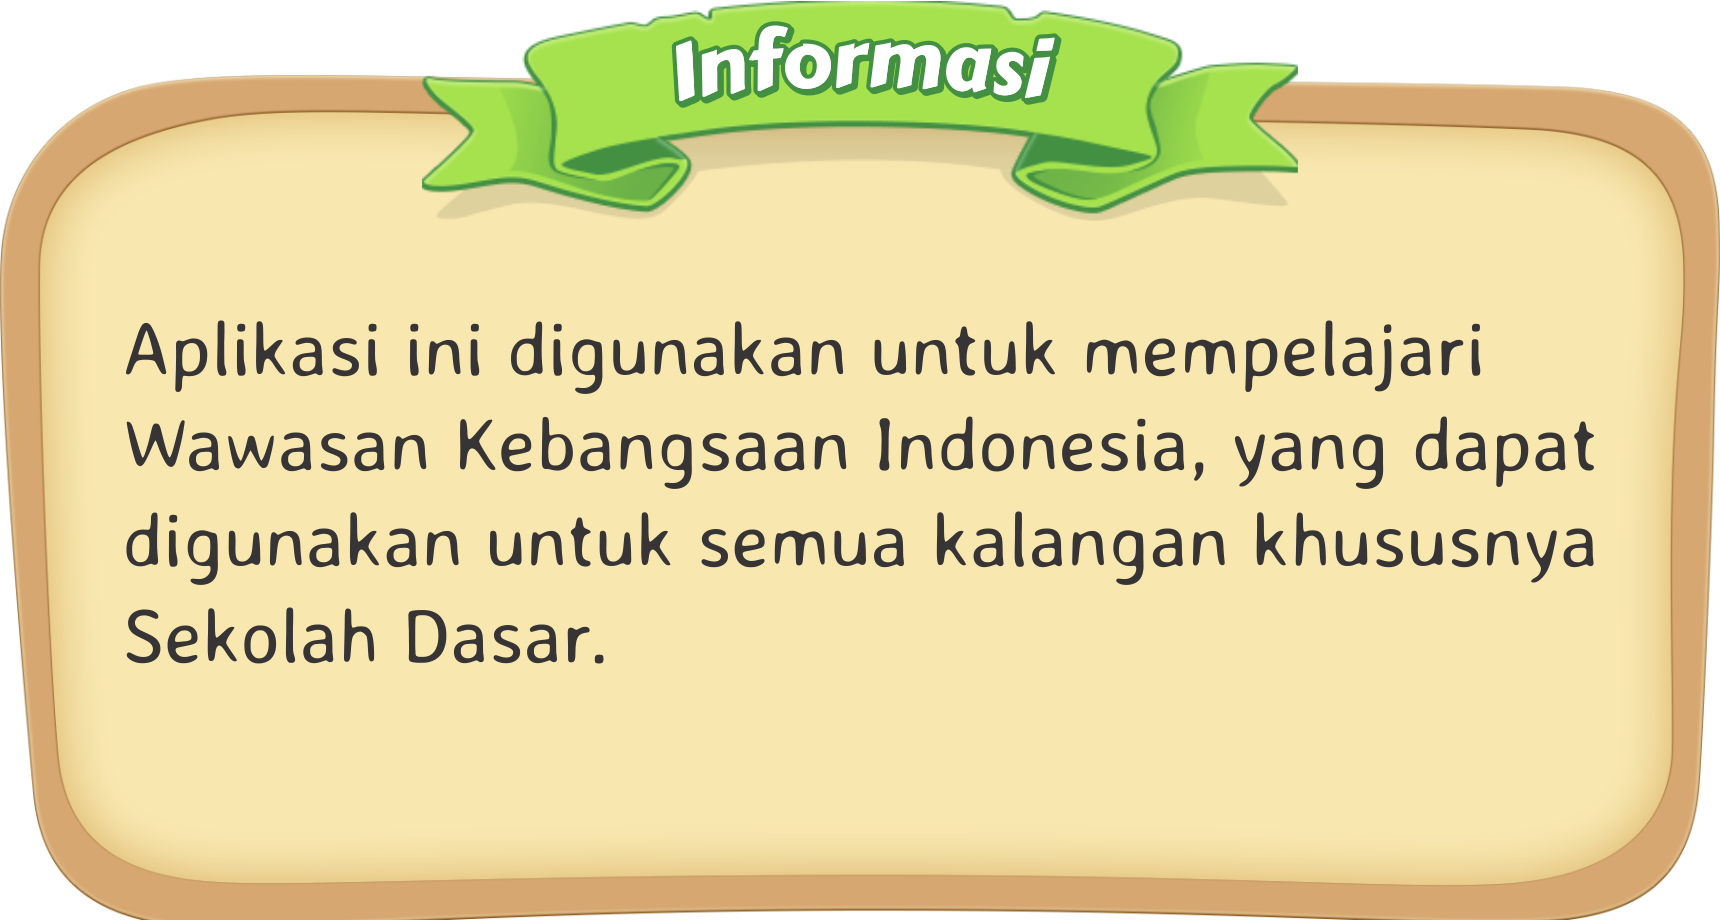 Informasi
Aplikasi ini digunakan untuk mempelajari
Wawasan Kebangsaan Indonesia, yang dapat
digunakan untuk semua kalangan khususnya
Sekolah Dasar.